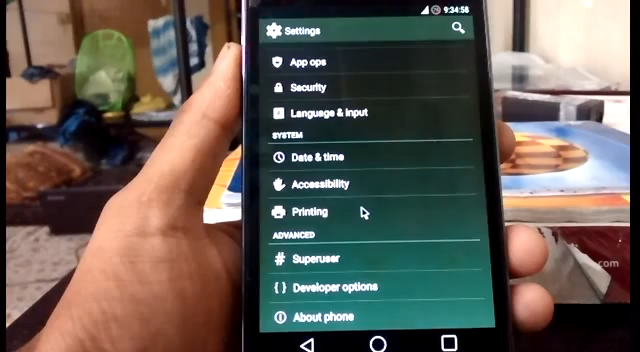 9:34:58
Settings
App ops
Security
Language & input
SYSTEM
Date & time
Accessibility
Printing
ADVANCED
# Superuser
{ } Developer options
About phone
.com